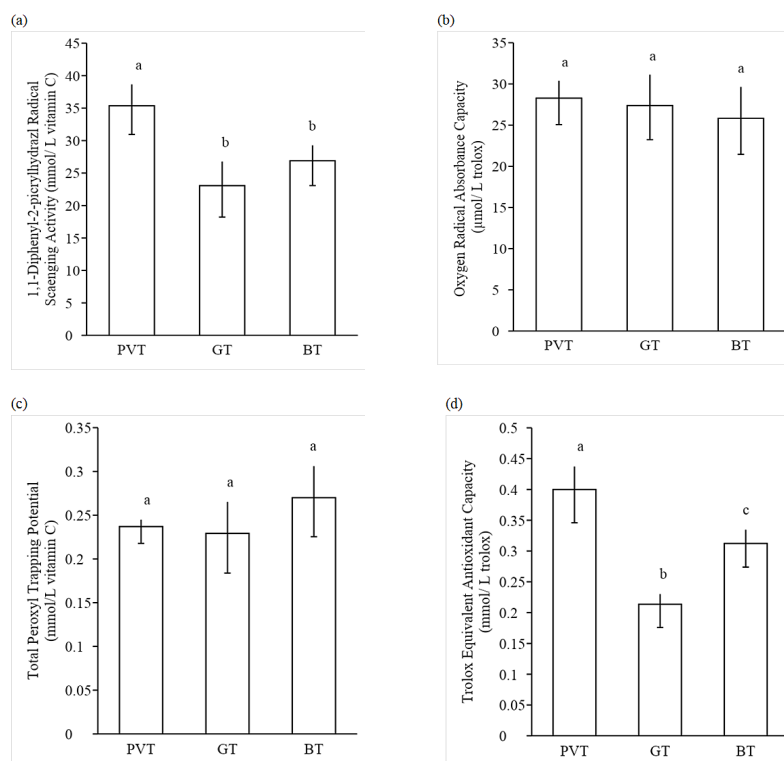 (a)
1,1-Diphenyl-2-picrylhydrazl Radical
Scaenging Activity (mmol/ L vitamin C)
45
40
35
30
25
20
15
10
5
0
a
b
b
PVT GT BT
(b)
Oxygen Radical Absorbance Capacity
(μmol/ L trolox)
35
30
25
20
15
10
5
0
a
a
a
PVT GT BT
(c)
Total Peroxyl Trapping Potential
(mmol/L vitamin C)
0.35
0.3
0.25
0.2
0.15
0.1
0.05
0
a
a
a
PVT GT BT
(d)
Trolox Equivalent Antioxidant Capacity
(mmol/ L trolox)
0.5
0.45
0.4
0.35
0.3
0.25
0.2
0.15
0.1
0.05
0
a
b
c
PVT GT BT